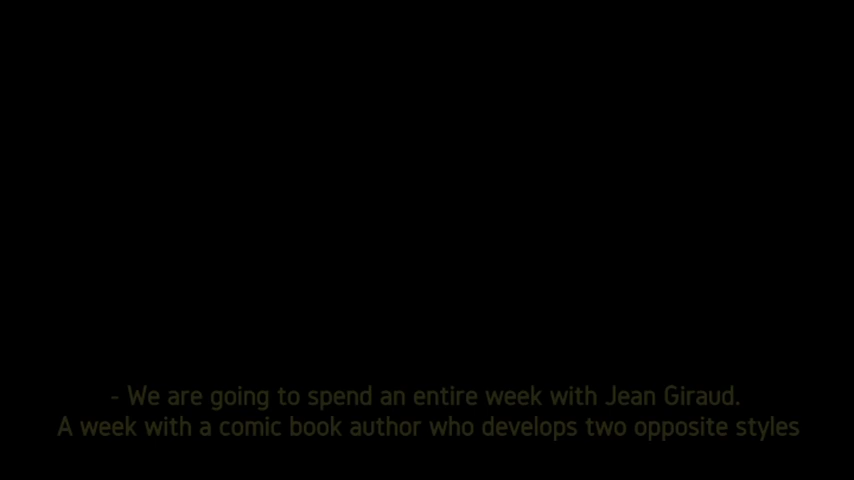 - We are going to spend an entire week with Jean Giraud.
A week with a comic book author who develops two opposite styles